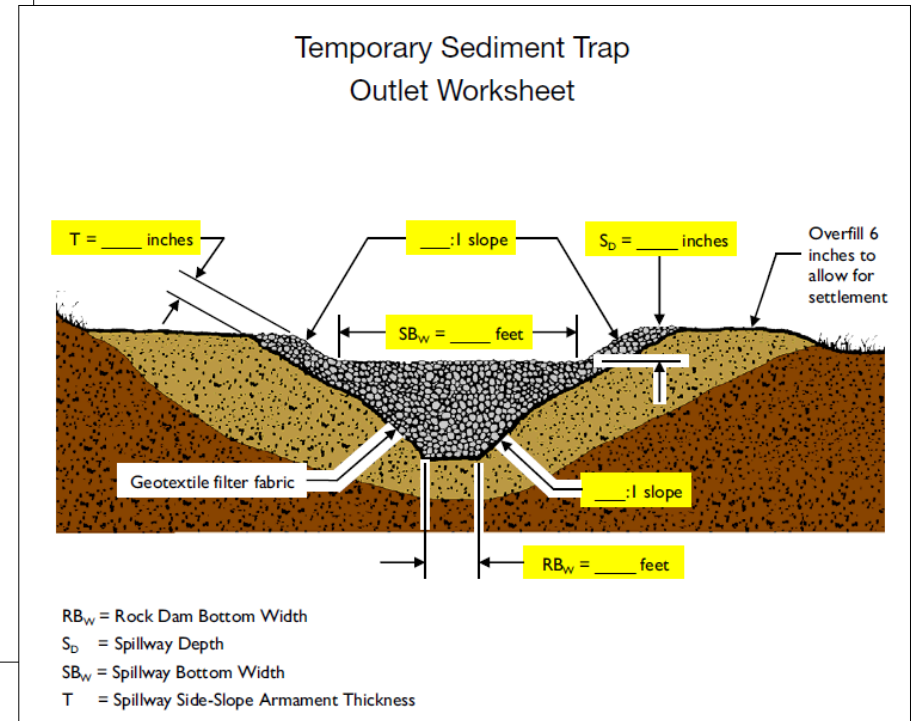 Temporary Sediment Trap
Outlet Worksheet
T = ____ inches
___:1 slope
S_D = ____ inches
Overfill 6
inches to
allow for
settlement
SB_W = ____ feet
Geotextile filter fabric
___:1 slope
RB_W = ____ feet
RB_W = Rock Dam Bottom Width
S_D = Spillway Depth
SB_W = Spillway Bottom Width
T = Spillway Side-Slope Armament Thickness